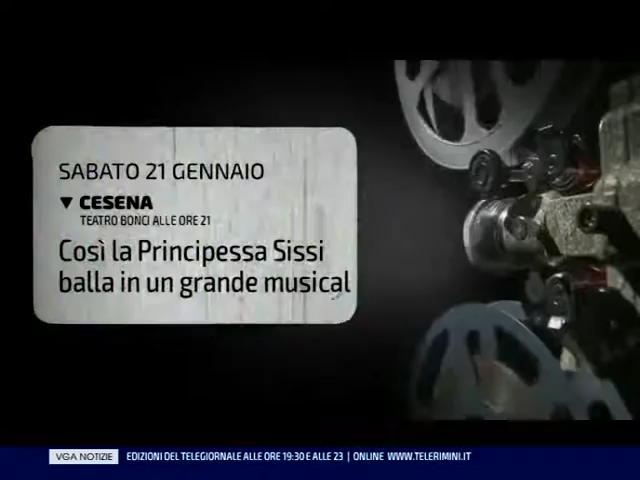 SABATO 21 GENNAIO
▼ CESENA
TEATRO BONCI ALLE ORE 21
Così la Principessa Sissi
balla in un grande musical
VGA NOTIZIE EDIZIONI DEL TELEGIORNALE ALLE ORE 19:30 E ALLE 23 | ONLINE WWW.TELERIMINI.IT